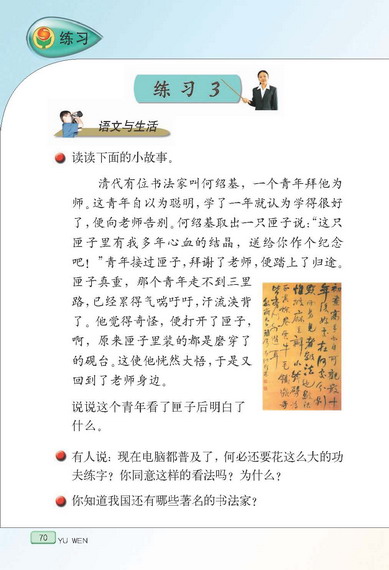 练习
练习 3
语文与生活
读读下面的小故事。
清代有位书法家叫何绍基，一个青年拜他为
师。这青年自以为聪明，学了一年就认为学得很好
了，便向老师告别。何绍基取出一只匣子说：“这只
匣子里有我多年心血的结晶，送给你作个纪念
吧！”青年接过匣子，拜谢了老师，便踏上了归途。
匣子真重，那个青年走不到三里
路，已经累得气喘吁吁，汗流浃背
了。他觉得奇怪，便打开了匣子，
啊，原来匣子里装的都是磨穿了
的砚台。这使他恍然大悟，于是又
回到了老师身边。
说说这个青年看了匣子后明白了
什么。
有人说：现在电脑都普及了，何必还要花这么大的功
夫练字？你同意这样的看法吗？为什么？
你知道我国还有哪些著名的书法家？
70
YU WEN